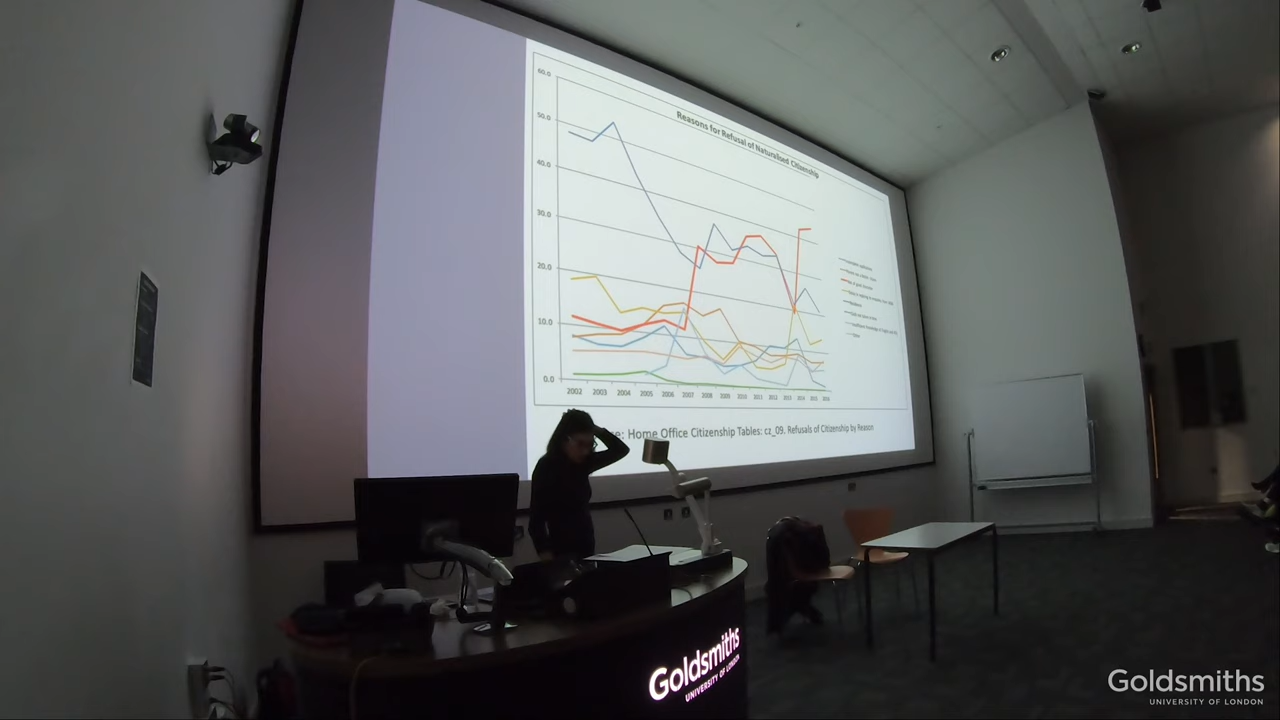 Reasons for Refusal of Naturalised Citizenship
60.0
50.0
40.0
30.0
20.0
10.0
0.0
2002 2003 2004 2005 2006 2007 2008 2009 2010 2011 2012 2013 2014 2015 2016
Home Office Citizenship Tables: cz_09. Refusals of Citizenship by Reason
Goldsmiths
UNIVERSITY OF LONDON
Goldsmiths
UNIVERSITY OF LONDON